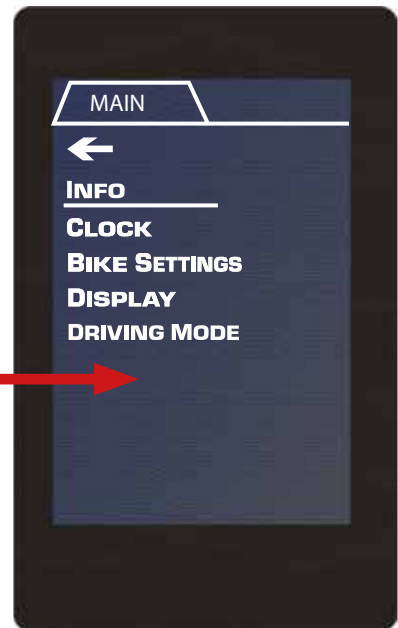 MAIN
INFO
CLOCK
BIKE SETTINGS
DISPLAY
DRIVING MODE